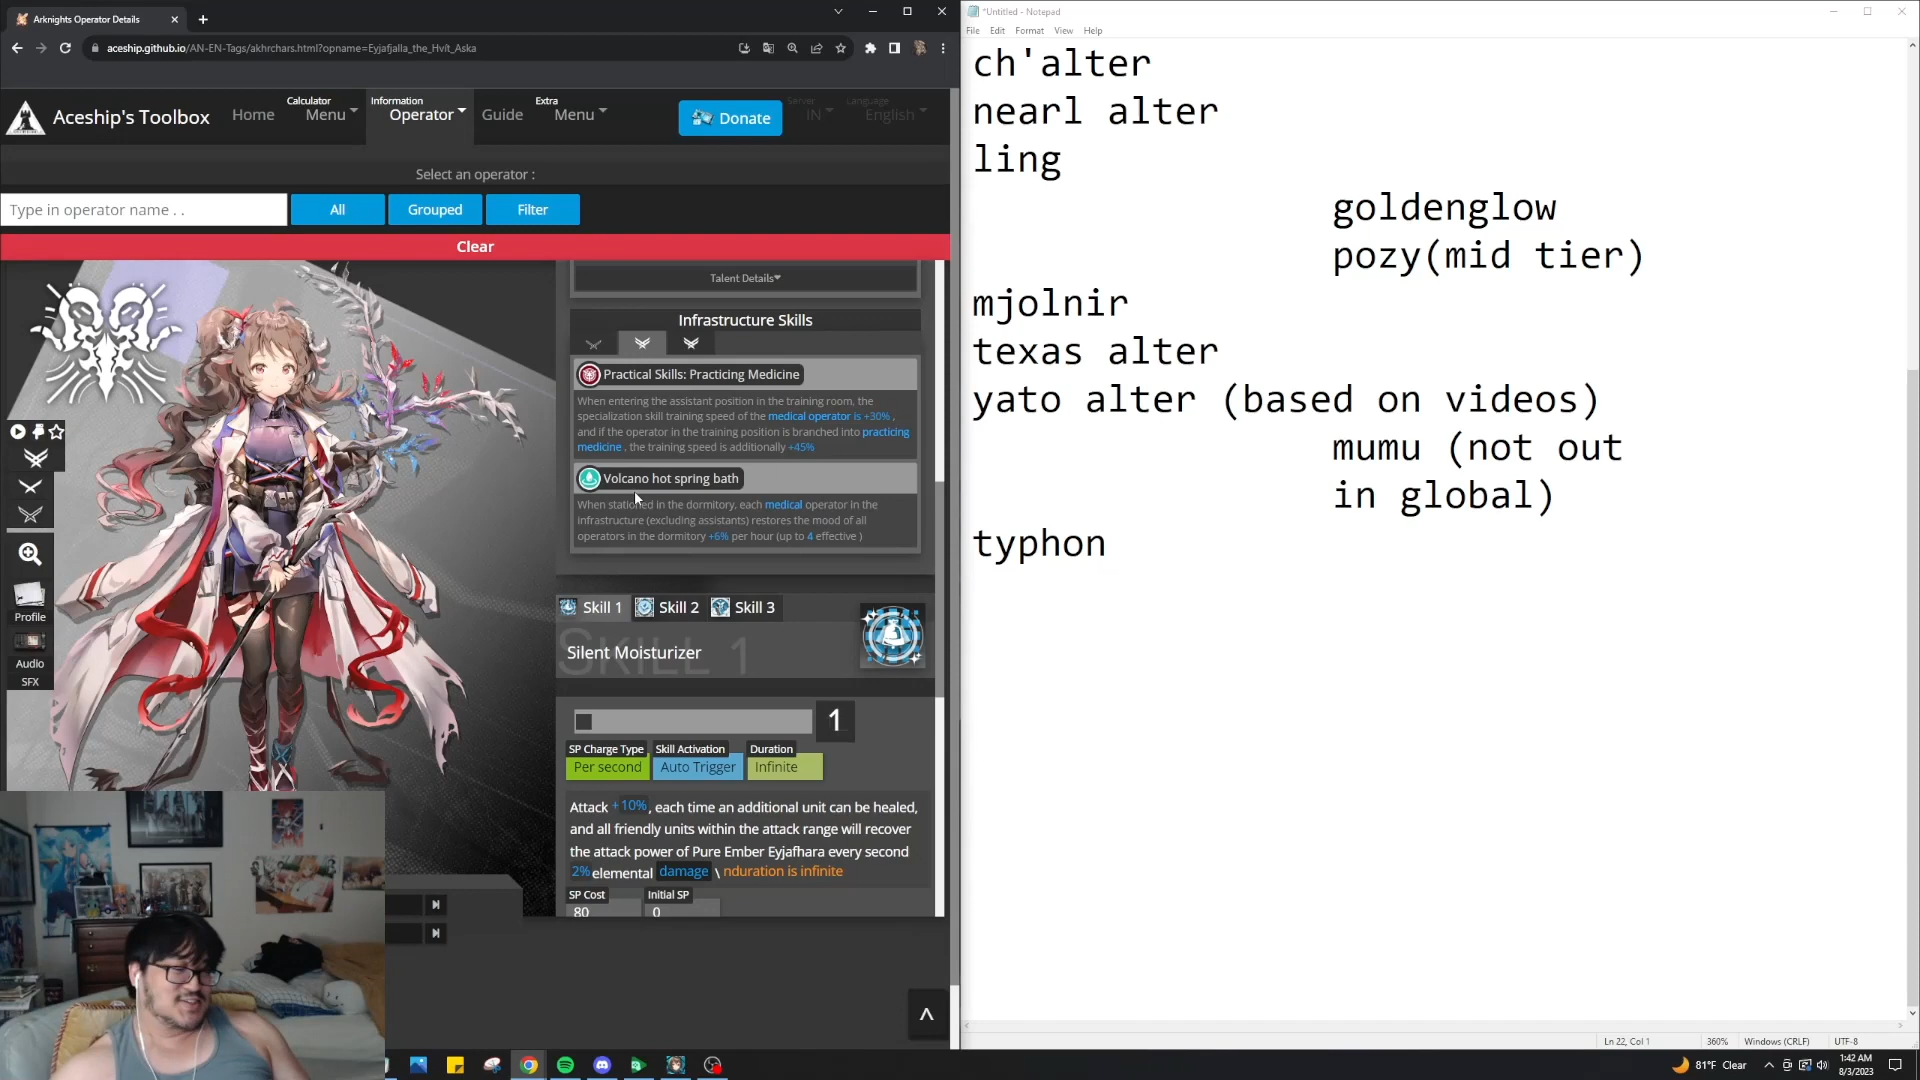 Arknights Operator Details
aceship.github.io/AN-EN-Tags/akhrchars.html?opname=Eyjafjalla_the_Hvít_Aska
Aceship's Toolbox
Home
Calculator
Menu
Information
Operator
Guide
Extra
Menu
Donate
Server
IN
Language
English
Select an operator :
Type in operator name . .
All
Grouped
Filter
Clear
Talent Details
Infrastructure Skills
Practical Skills: Practicing Medicine
When entering the assistant position in the training room, the
specialization skill training speed of the medical operator is +30% ,
and if the operator in the training position is branched into practicing
medicine , the training speed is additionally +45%
Volcano hot spring bath
When stationed in the dormitory, each medical operator in the
infrastructure (excluding assistants) restores the mood of all
operators in the dormitory +6% per hour (up to 4 effective )
Profile
Audio
SFX
Skill 1
Skill 2
Skill 3
SKILL 1
Silent Moisturizer
1
SP Charge Type
Skill Activation
Duration
Per second
Auto Trigger
Infinite
Attack +10%, each time an additional unit can be healed,
and all friendly units within the attack range will recover
the attack power of Pure Ember Eyjafhara every second
2% elemental damage \ nduration is infinite
SP Cost
Initial SP
80
0
*Untitled - Notepad
File Edit Format View Help
ch'alter
nearl alter
ling
goldenglow
pozy(mid tier)
mjolnir
texas alter
yato alter (based on videos)
mumu (not out
in global)
typhon
Ln 22, Col 1
360%
Windows (CRLF)
UTF-8
81°F Clear
1:42 AM
8/3/2023